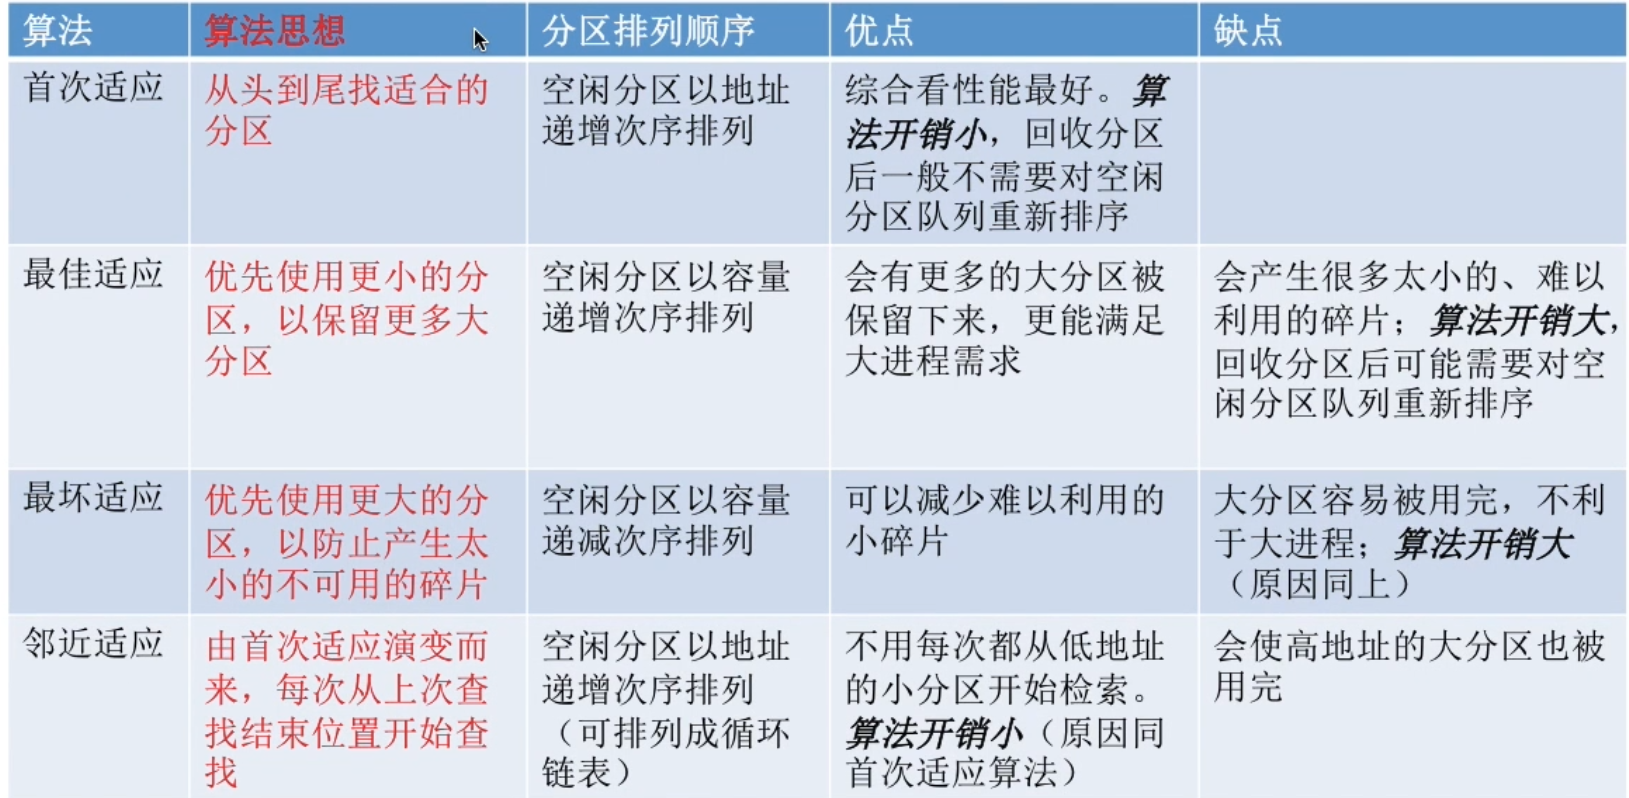 算法
算法思想
分区排列顺序
优点
缺点
首次适应
从头到尾找适合的
分区
空闲分区以地址
递增次序排列
综合看性能最好。算
法开销小，回收分区
后一般不需要对空闲
分区队列重新排序
最佳适应
优先使用更小的分
区，以保留更多大
分区
空闲分区以容量
递增次序排列
会有更多的大分区被
保留下来，更能满足
大进程需求
会产生很多太小的、难以
利用的碎片；算法开销大，
回收分区后可能需要对空
闲分区队列重新排序
最坏适应
优先使用更大的分
区，以防止产生太
小的不可用的碎片
空闲分区以容量
递减次序排列
可以减少难以利用的
小碎片
大分区容易被用完，不利
于大进程；算法开销大
（原因同上）
邻近适应
由首次适应演变而
来，每次从上次查
找结束位置开始查
找
空闲分区以地址
递增次序排列
（可排列成循环
链表）
不用每次都从低地址
的小分区开始检索。
算法开销小（原因同
首次适应算法）
会使高地址的大分区也被
用完